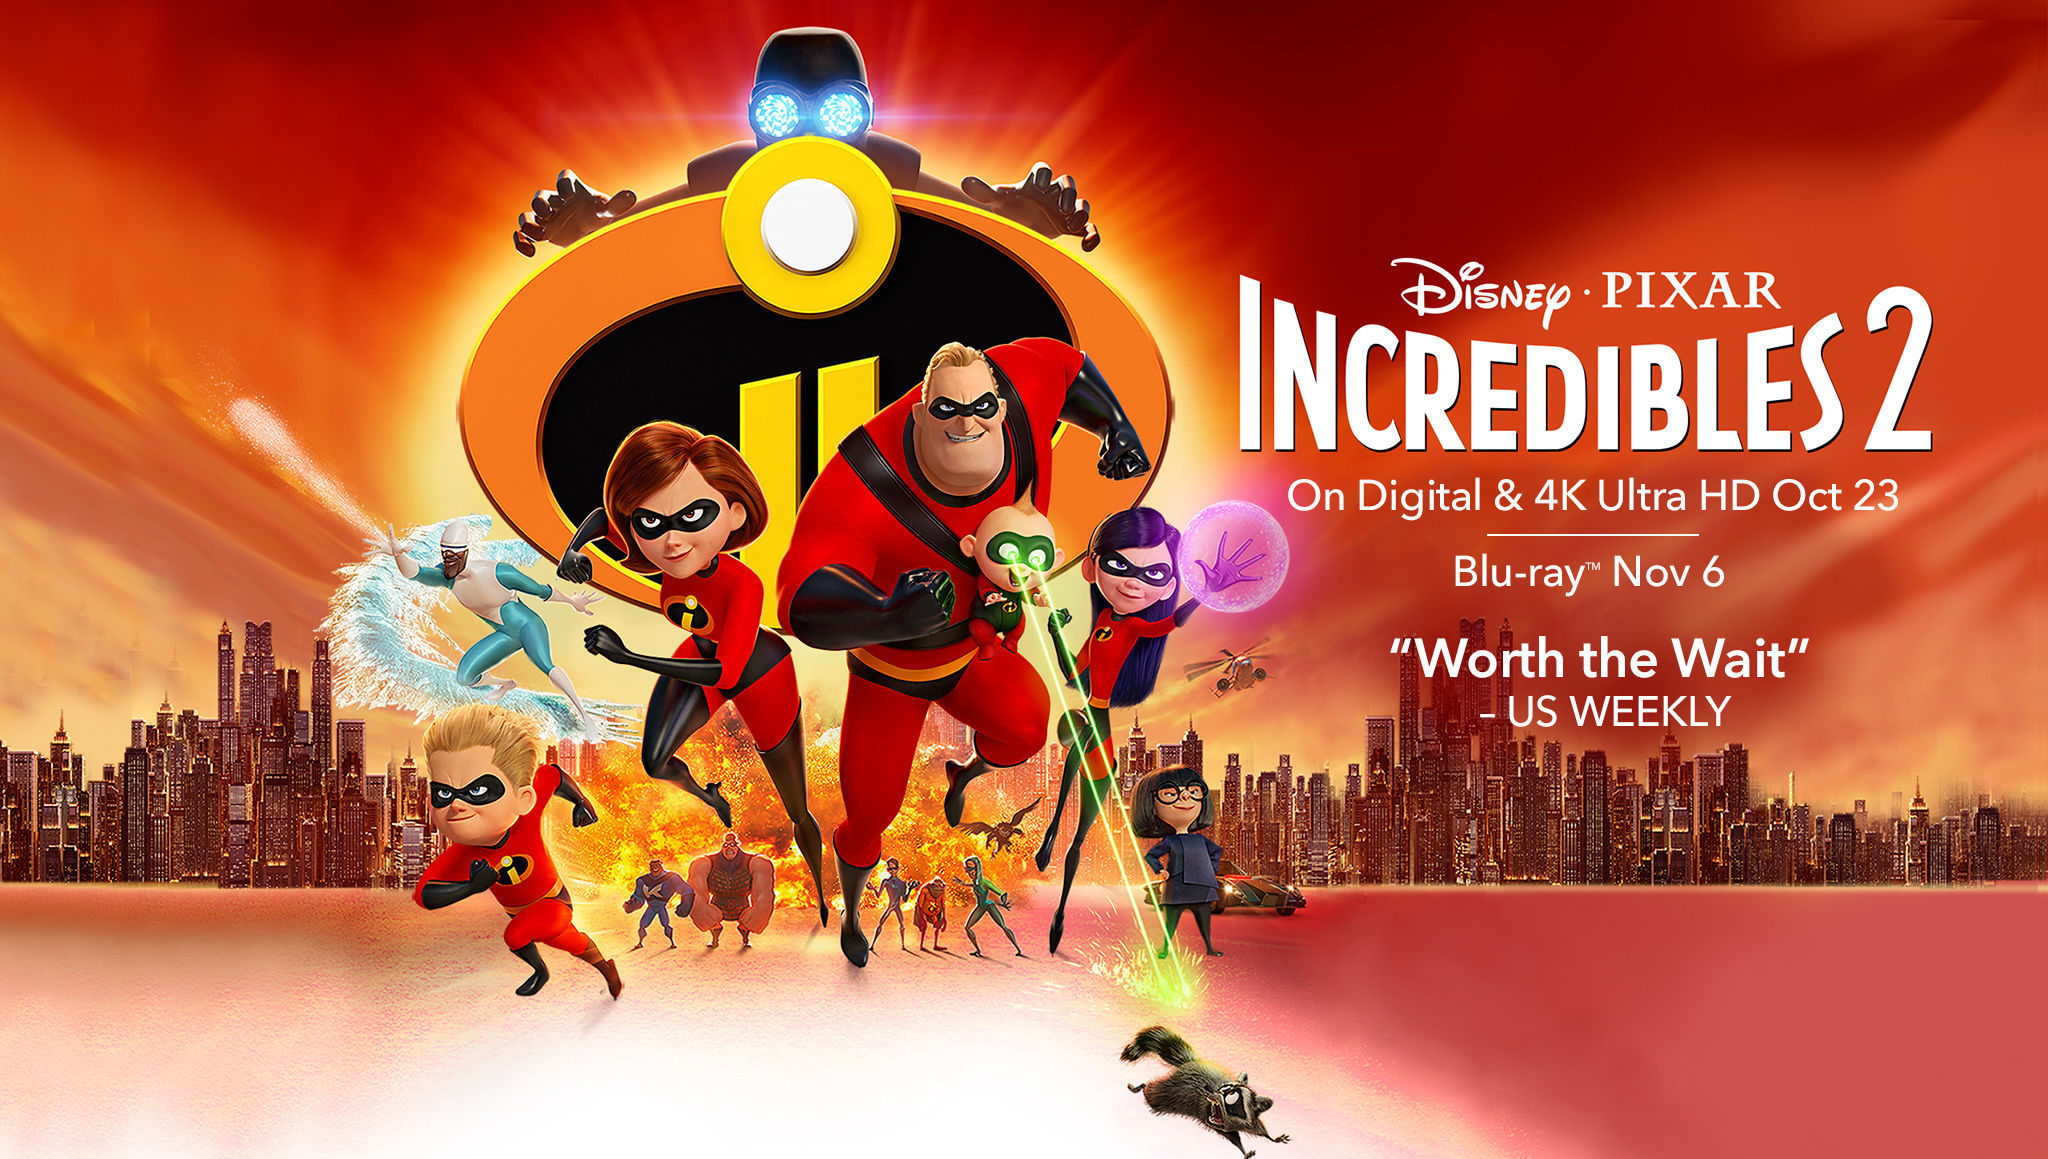 Disney · PIXAR
INCREDIBLES 2
On Digital & 4K Ultra HD Oct 23
Blu-ray™ Nov 6
“Worth the Wait”
– US WEEKLY